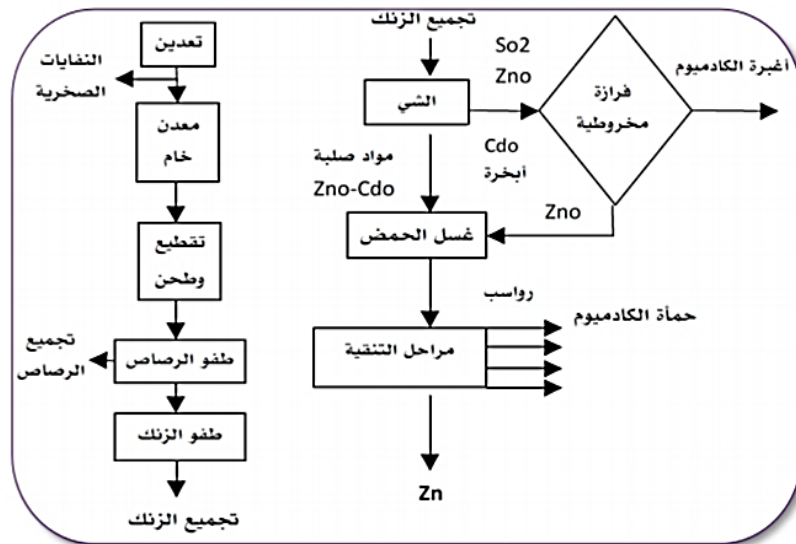 تعدين
النفايات
الصخرية
معدن
خام
تقطيع
وطحن
طفو الرصاص
تجميع
الرصاص
طفو الزنك
تجميع الزنك
تجميع الزنك
الشي
So2
Zno
فرازة
مخروطية
أغبرة الكادميوم
Cdo
أبخرة
مواد صلبة
Zno-Cdo
Zno
غسل الحمض
رواسب
مراحل التنقية
حمأة الكادميوم
Zn